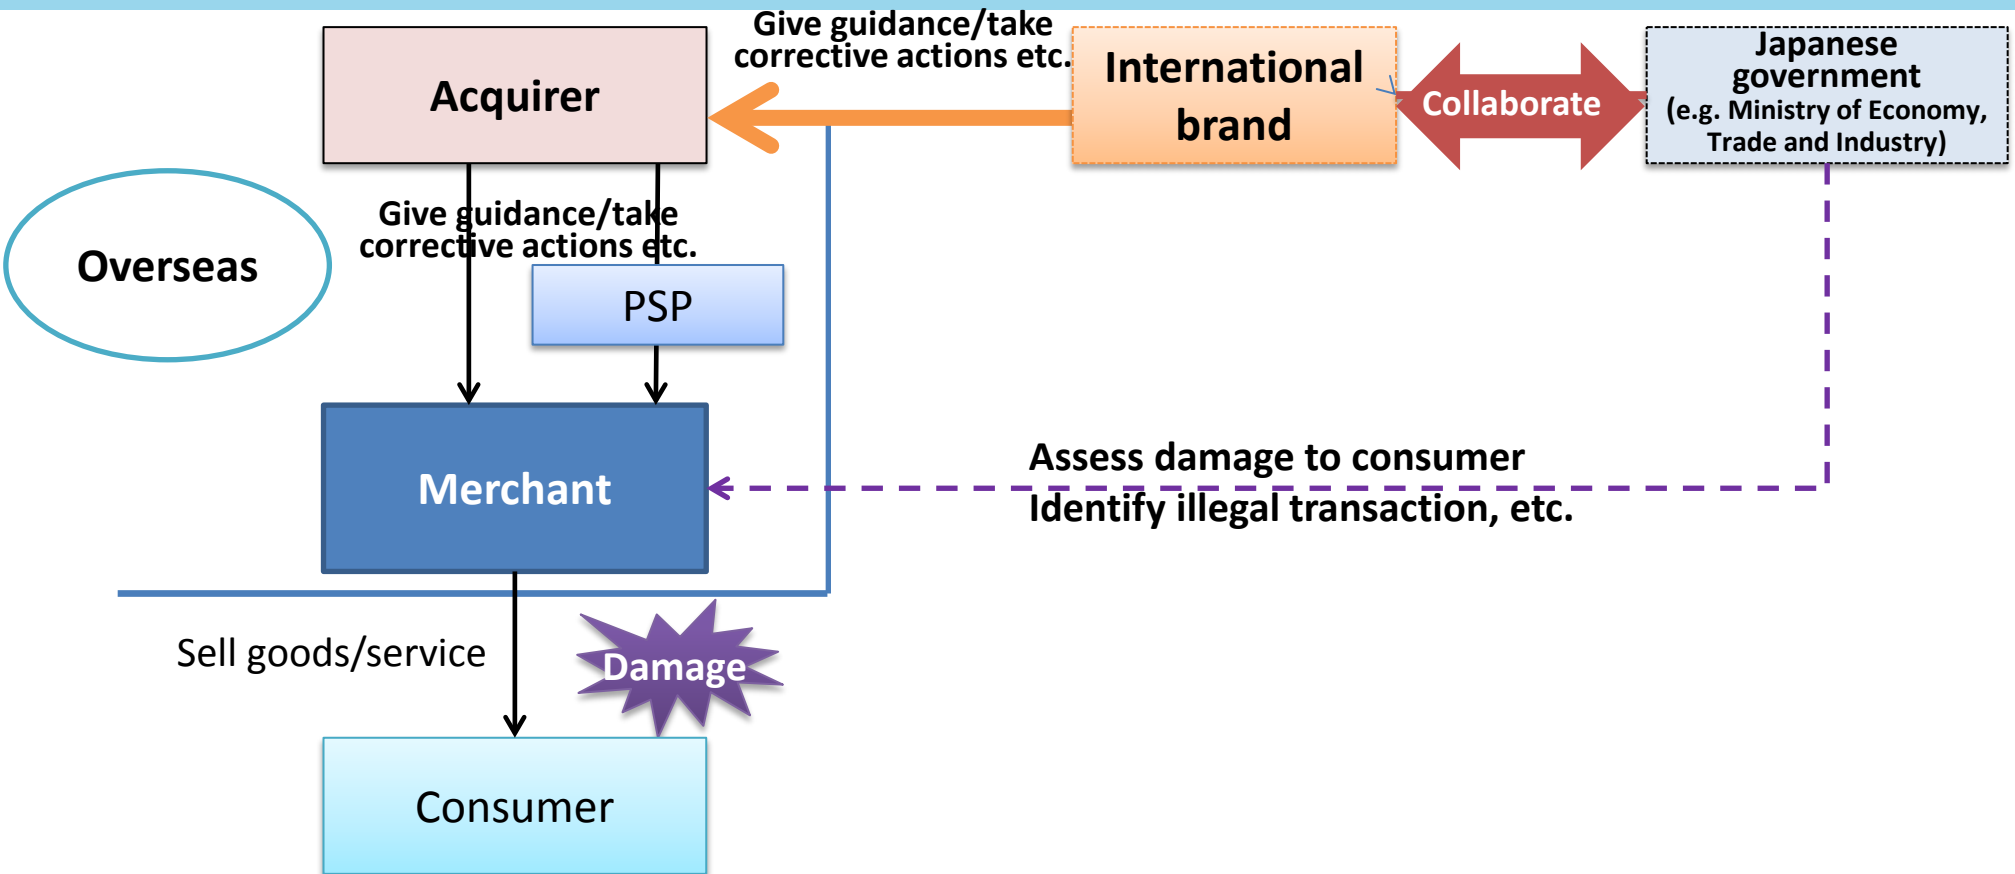 Give guidance/take
corrective actions etc.
Acquirer
International
brand
Collaborate
Japanese
government
(e.g. Ministry of Economy,
Trade and Industry)
Give guidance/take
corrective actions etc.
Overseas
PSP
Merchant
Assess damage to consumer
Identify illegal transaction, etc.
Sell goods/service
Damage
Consumer